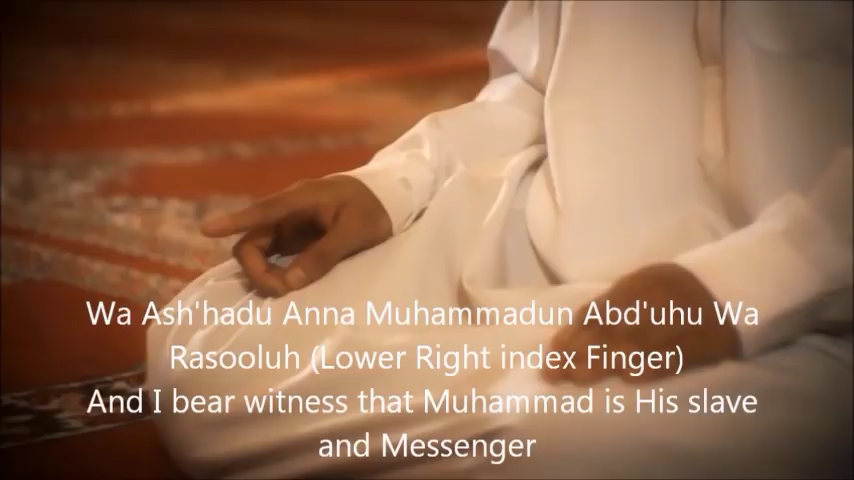 Wa Ash'hadu Anna Muhammadun Abd'uhu Wa
Rasooluh (Lower Right index Finger)
And I bear witness that Muhammad is His slave
and Messenger